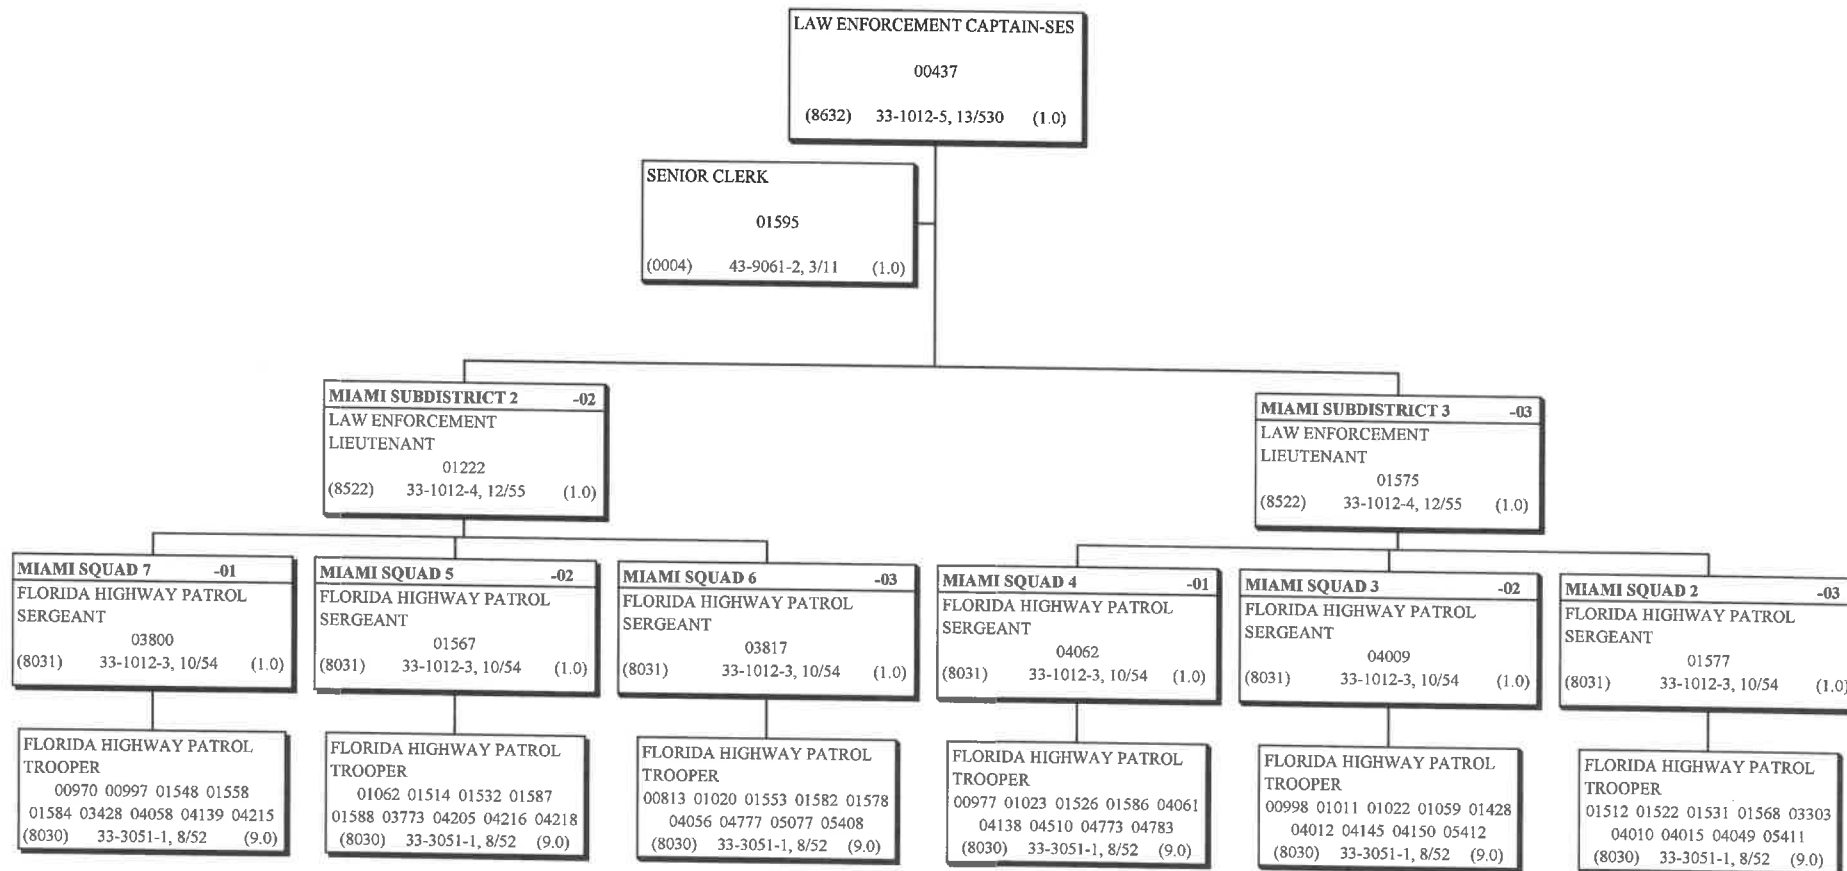 LAW ENFORCEMENT CAPTAIN-SES
00437
(8632) 33-1012-5, 13/530 (1.0)
SENIOR CLERK
01595
(0004) 43-9061-2, 3/11 (1.0)
MIAMI SUBDISTRICT 2 -02
LAW ENFORCEMENT
LIEUTENANT
01222
(8522) 33-1012-4, 12/55 (1.0)
MIAMI SUBDISTRICT 3 -03
LAW ENFORCEMENT
LIEUTENANT
01575
(8522) 33-1012-4, 12/55 (1.0)
MIAMI SQUAD 7 -01
FLORIDA HIGHWAY PATROL
SERGEANT
03800
(8031) 33-1012-3, 10/54 (1.0)
MIAMI SQUAD 5 -02
FLORIDA HIGHWAY PATROL
SERGEANT
01567
(8031) 33-1012-3, 10/54 (1.0)
MIAMI SQUAD 6 -03
FLORIDA HIGHWAY PATROL
SERGEANT
03817
(8031) 33-1012-3, 10/54 (1.0)
MIAMI SQUAD 4 -01
FLORIDA HIGHWAY PATROL
SERGEANT
04062
(8031) 33-1012-3, 10/54 (1.0)
MIAMI SQUAD 3 -02
FLORIDA HIGHWAY PATROL
SERGEANT
04009
(8031) 33-1012-3, 10/54 (1.0)
MIAMI SQUAD 2 -03
FLORIDA HIGHWAY PATROL
SERGEANT
01577
(8031) 33-1012-3, 10/54 (1.0)
FLORIDA HIGHWAY PATROL
TROOPER
00970 00997 01548 01558
01584 03428 04058 04139 04215
(8030) 33-3051-1, 8/52 (9.0)
FLORIDA HIGHWAY PATROL
TROOPER
01062 01514 01532 01587
01588 03773 04205 04216 04218
(8030) 33-3051-1, 8/52 (9.0)
FLORIDA HIGHWAY PATROL
TROOPER
00813 01020 01553 01582 01578
04056 04777 05077 05408
(8030) 33-3051-1, 8/52 (9.0)
FLORIDA HIGHWAY PATROL
TROOPER
00977 01023 01526 01586 04061
04138 04510 04773 04783
(8030) 33-3051-1, 8/52 (9.0)
FLORIDA HIGHWAY PATROL
TROOPER
00998 01011 01022 01059 01428
04012 04145 04150 05412
(8030) 33-3051-1, 8/52 (9.0)
FLORIDA HIGHWAY PATROL
TROOPER
01512 01522 01531 01568 03303
04010 04015 04049 05411
(8030) 33-3051-1, 8/52 (9.0)